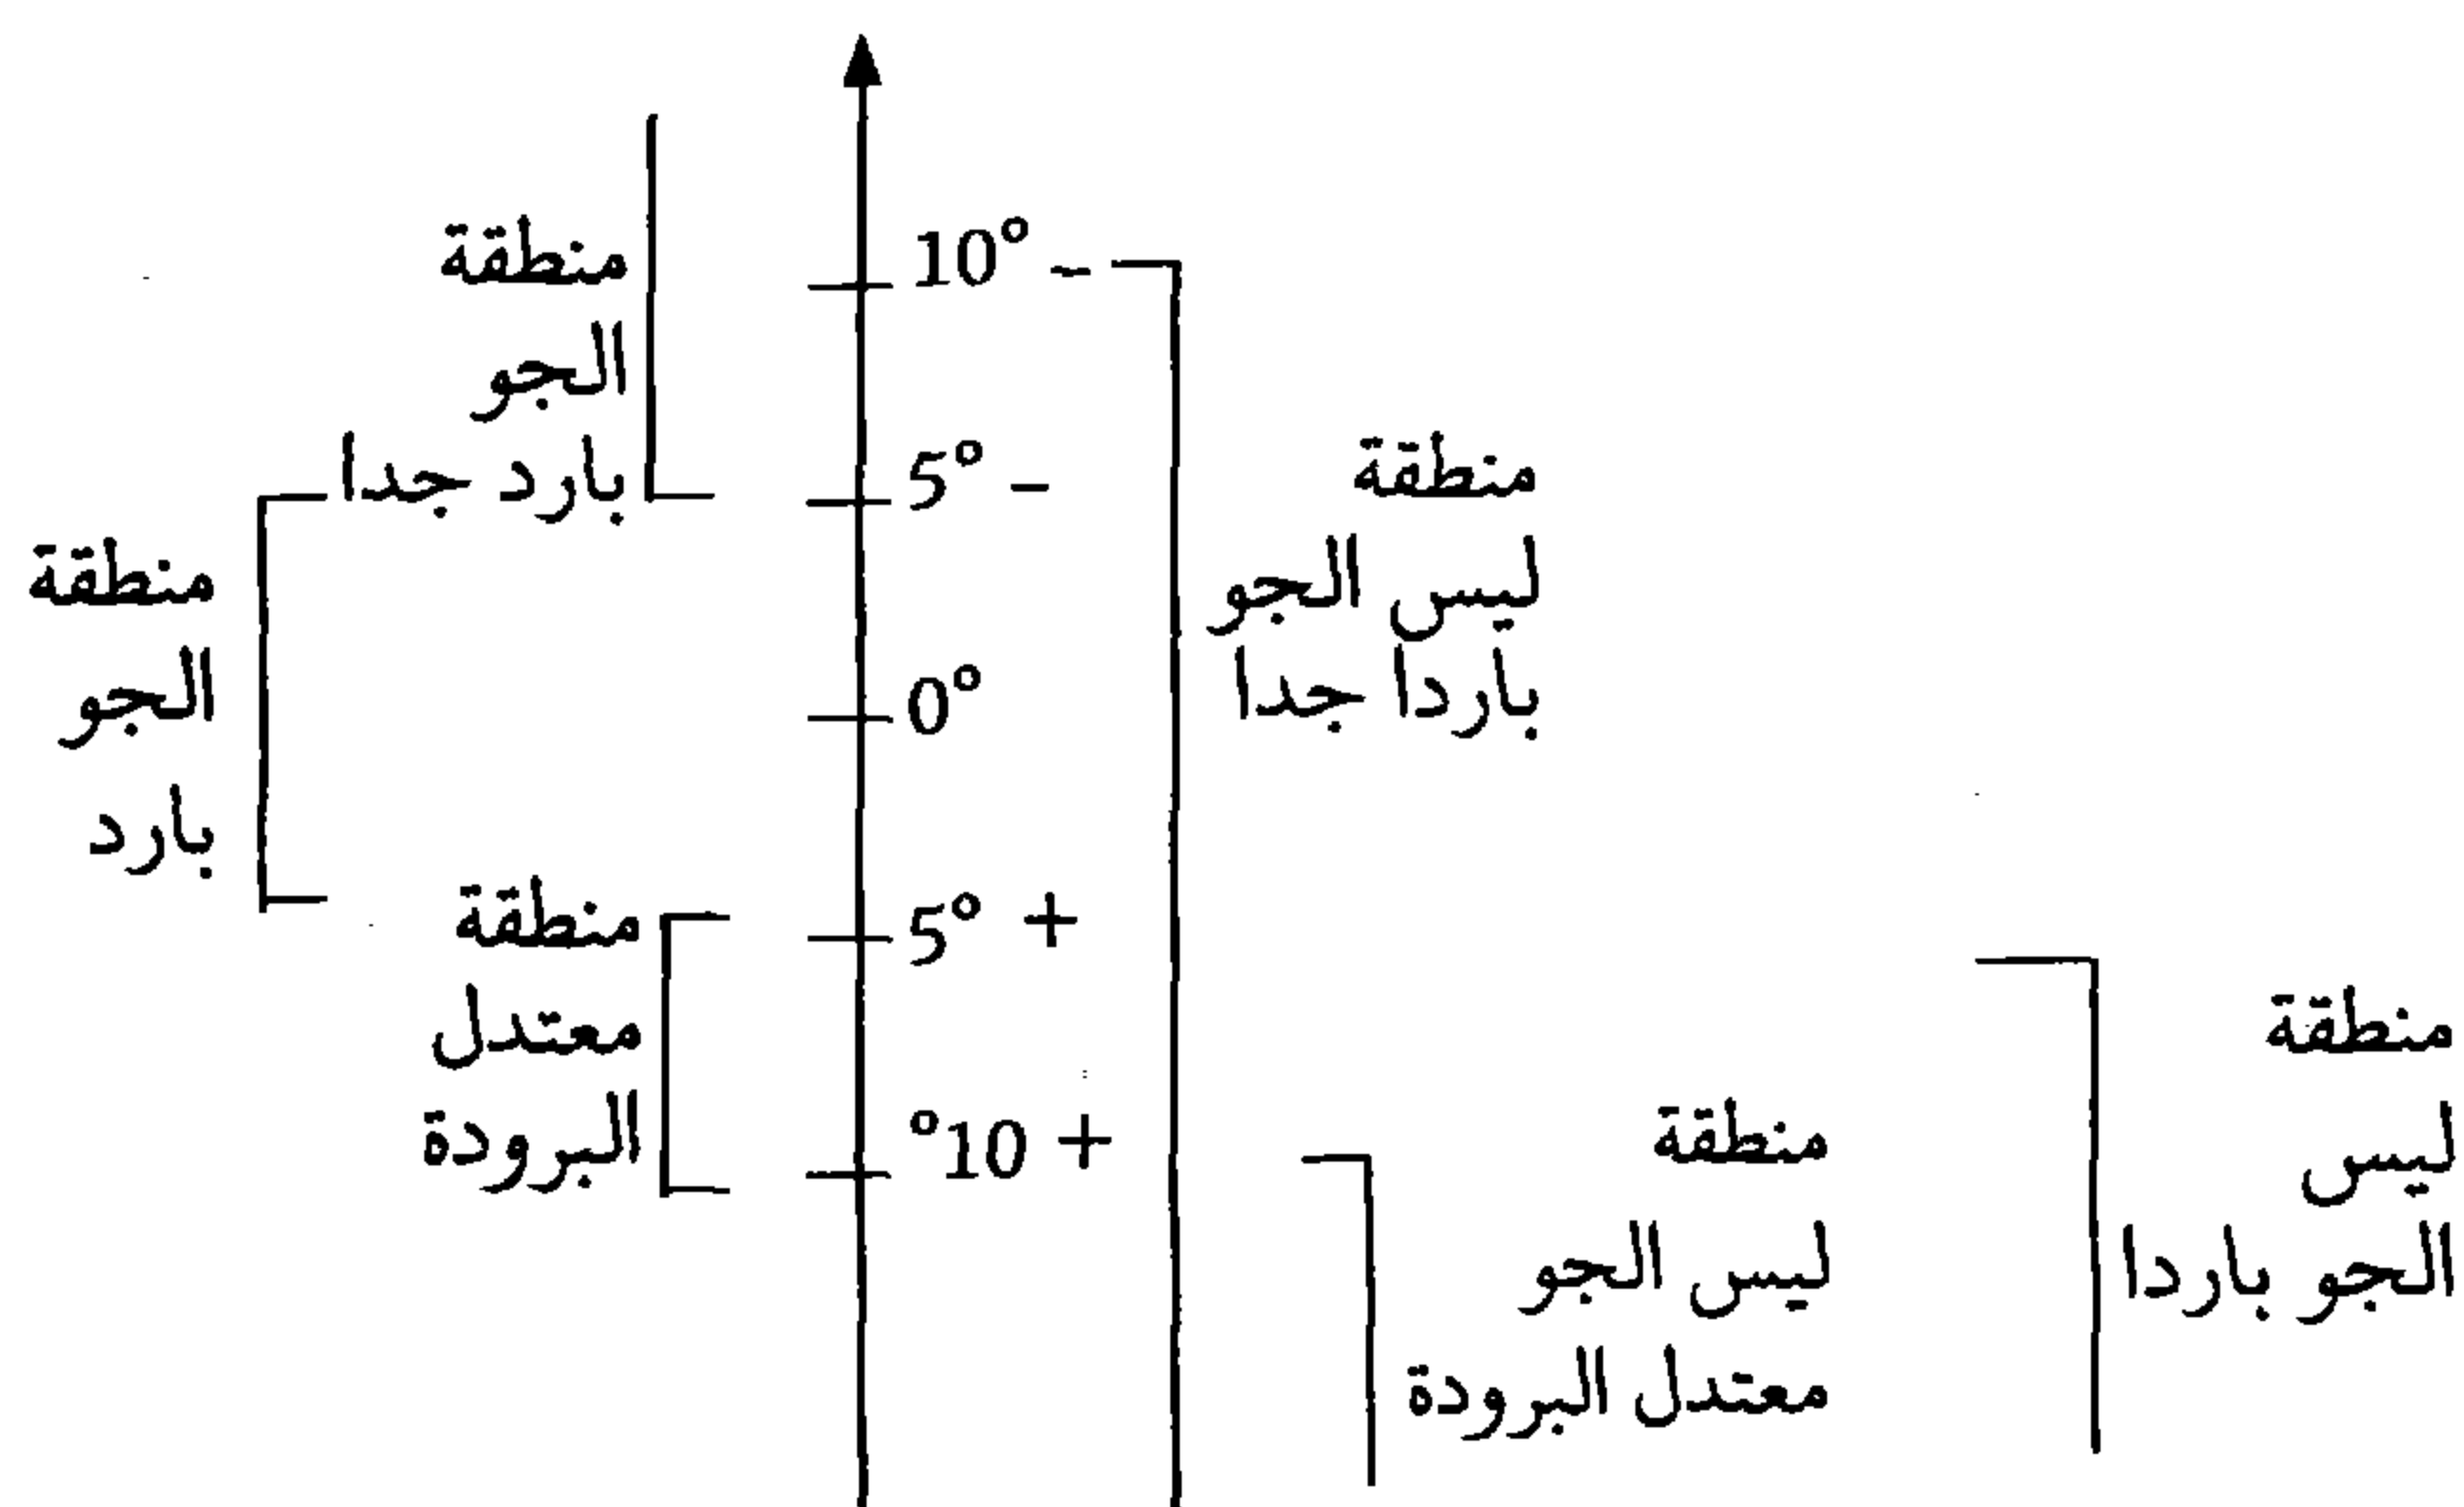 منطقة
الجو
بارد جدا
منطقة
الجو
بارد
منطقة
معتدل
البرودة
10° ~
5° –
0°
5° +
°10 +
منطقة
ليس الجو
باردا جدا
منطقة
ليس الجو
معتدل البرودة
منطقة
ليس
الجو باردا